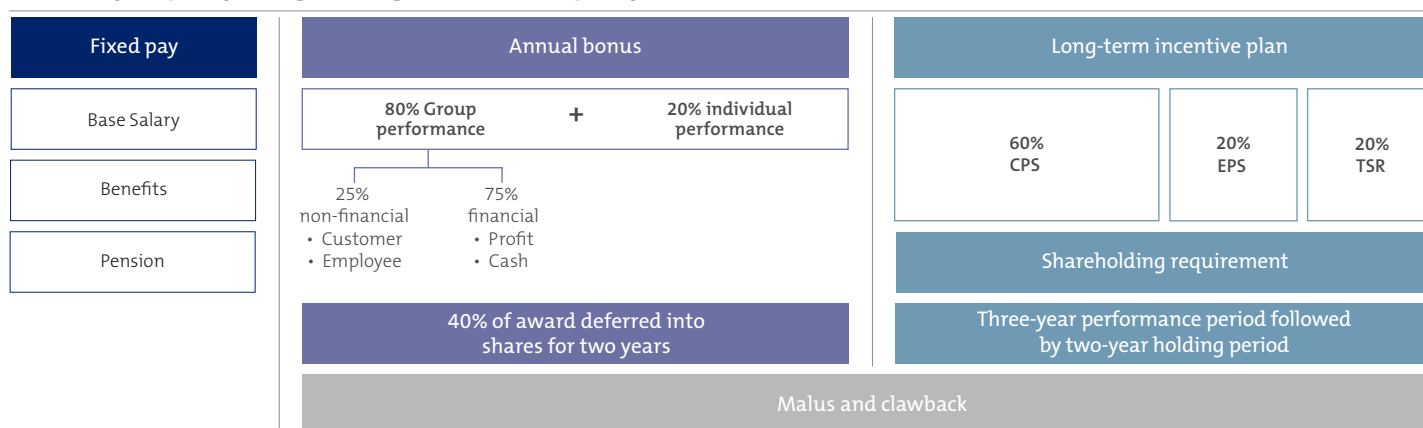 Fixed pay
Base Salary
Benefits
Pension
Annual bonus
80% Group
performance
+
20% individual
performance
25%
non-financial
• Customer
• Employee
75%
financial
• Profit
• Cash
40% of award deferred into
shares for two years
Long-term incentive plan
60%
CPS
20%
EPS
20%
TSR
Shareholding requirement
Three-year performance period followed
by two-year holding period
Malus and clawback